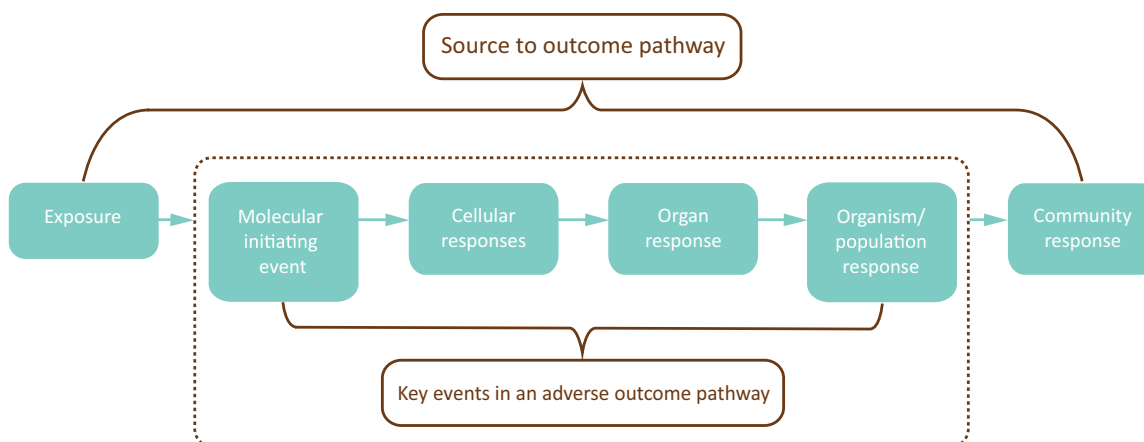 Source to outcome pathway
Exposure
Molecular
initiating
event
Cellular
responses
Organ
response
Organism/
population
response
Community
response
Key events in an adverse outcome pathway